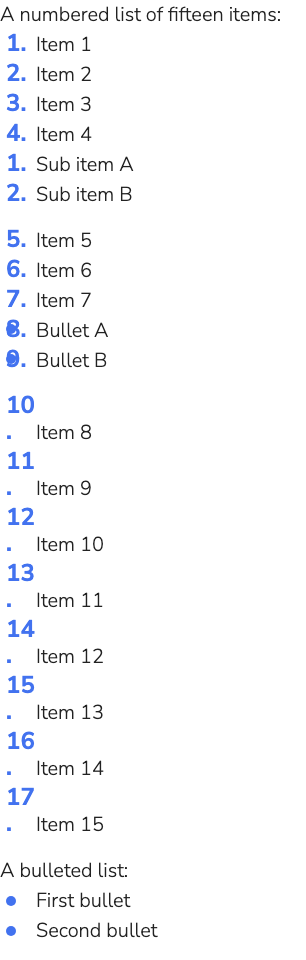 A numbered list of fifteen items:
1. Item 1
2. Item 2
3. Item 3
4. Item 4
1. Sub item A
2. Sub item B
5. Item 5
6. Item 6
7. Item 7
8. Bullet A
9. Bullet B
10
. Item 8
11
. Item 9
12
. Item 10
13
. Item 11
14
. Item 12
15
. Item 13
16
. Item 14
17
. Item 15
A bulleted list:
● First bullet
● Second bullet